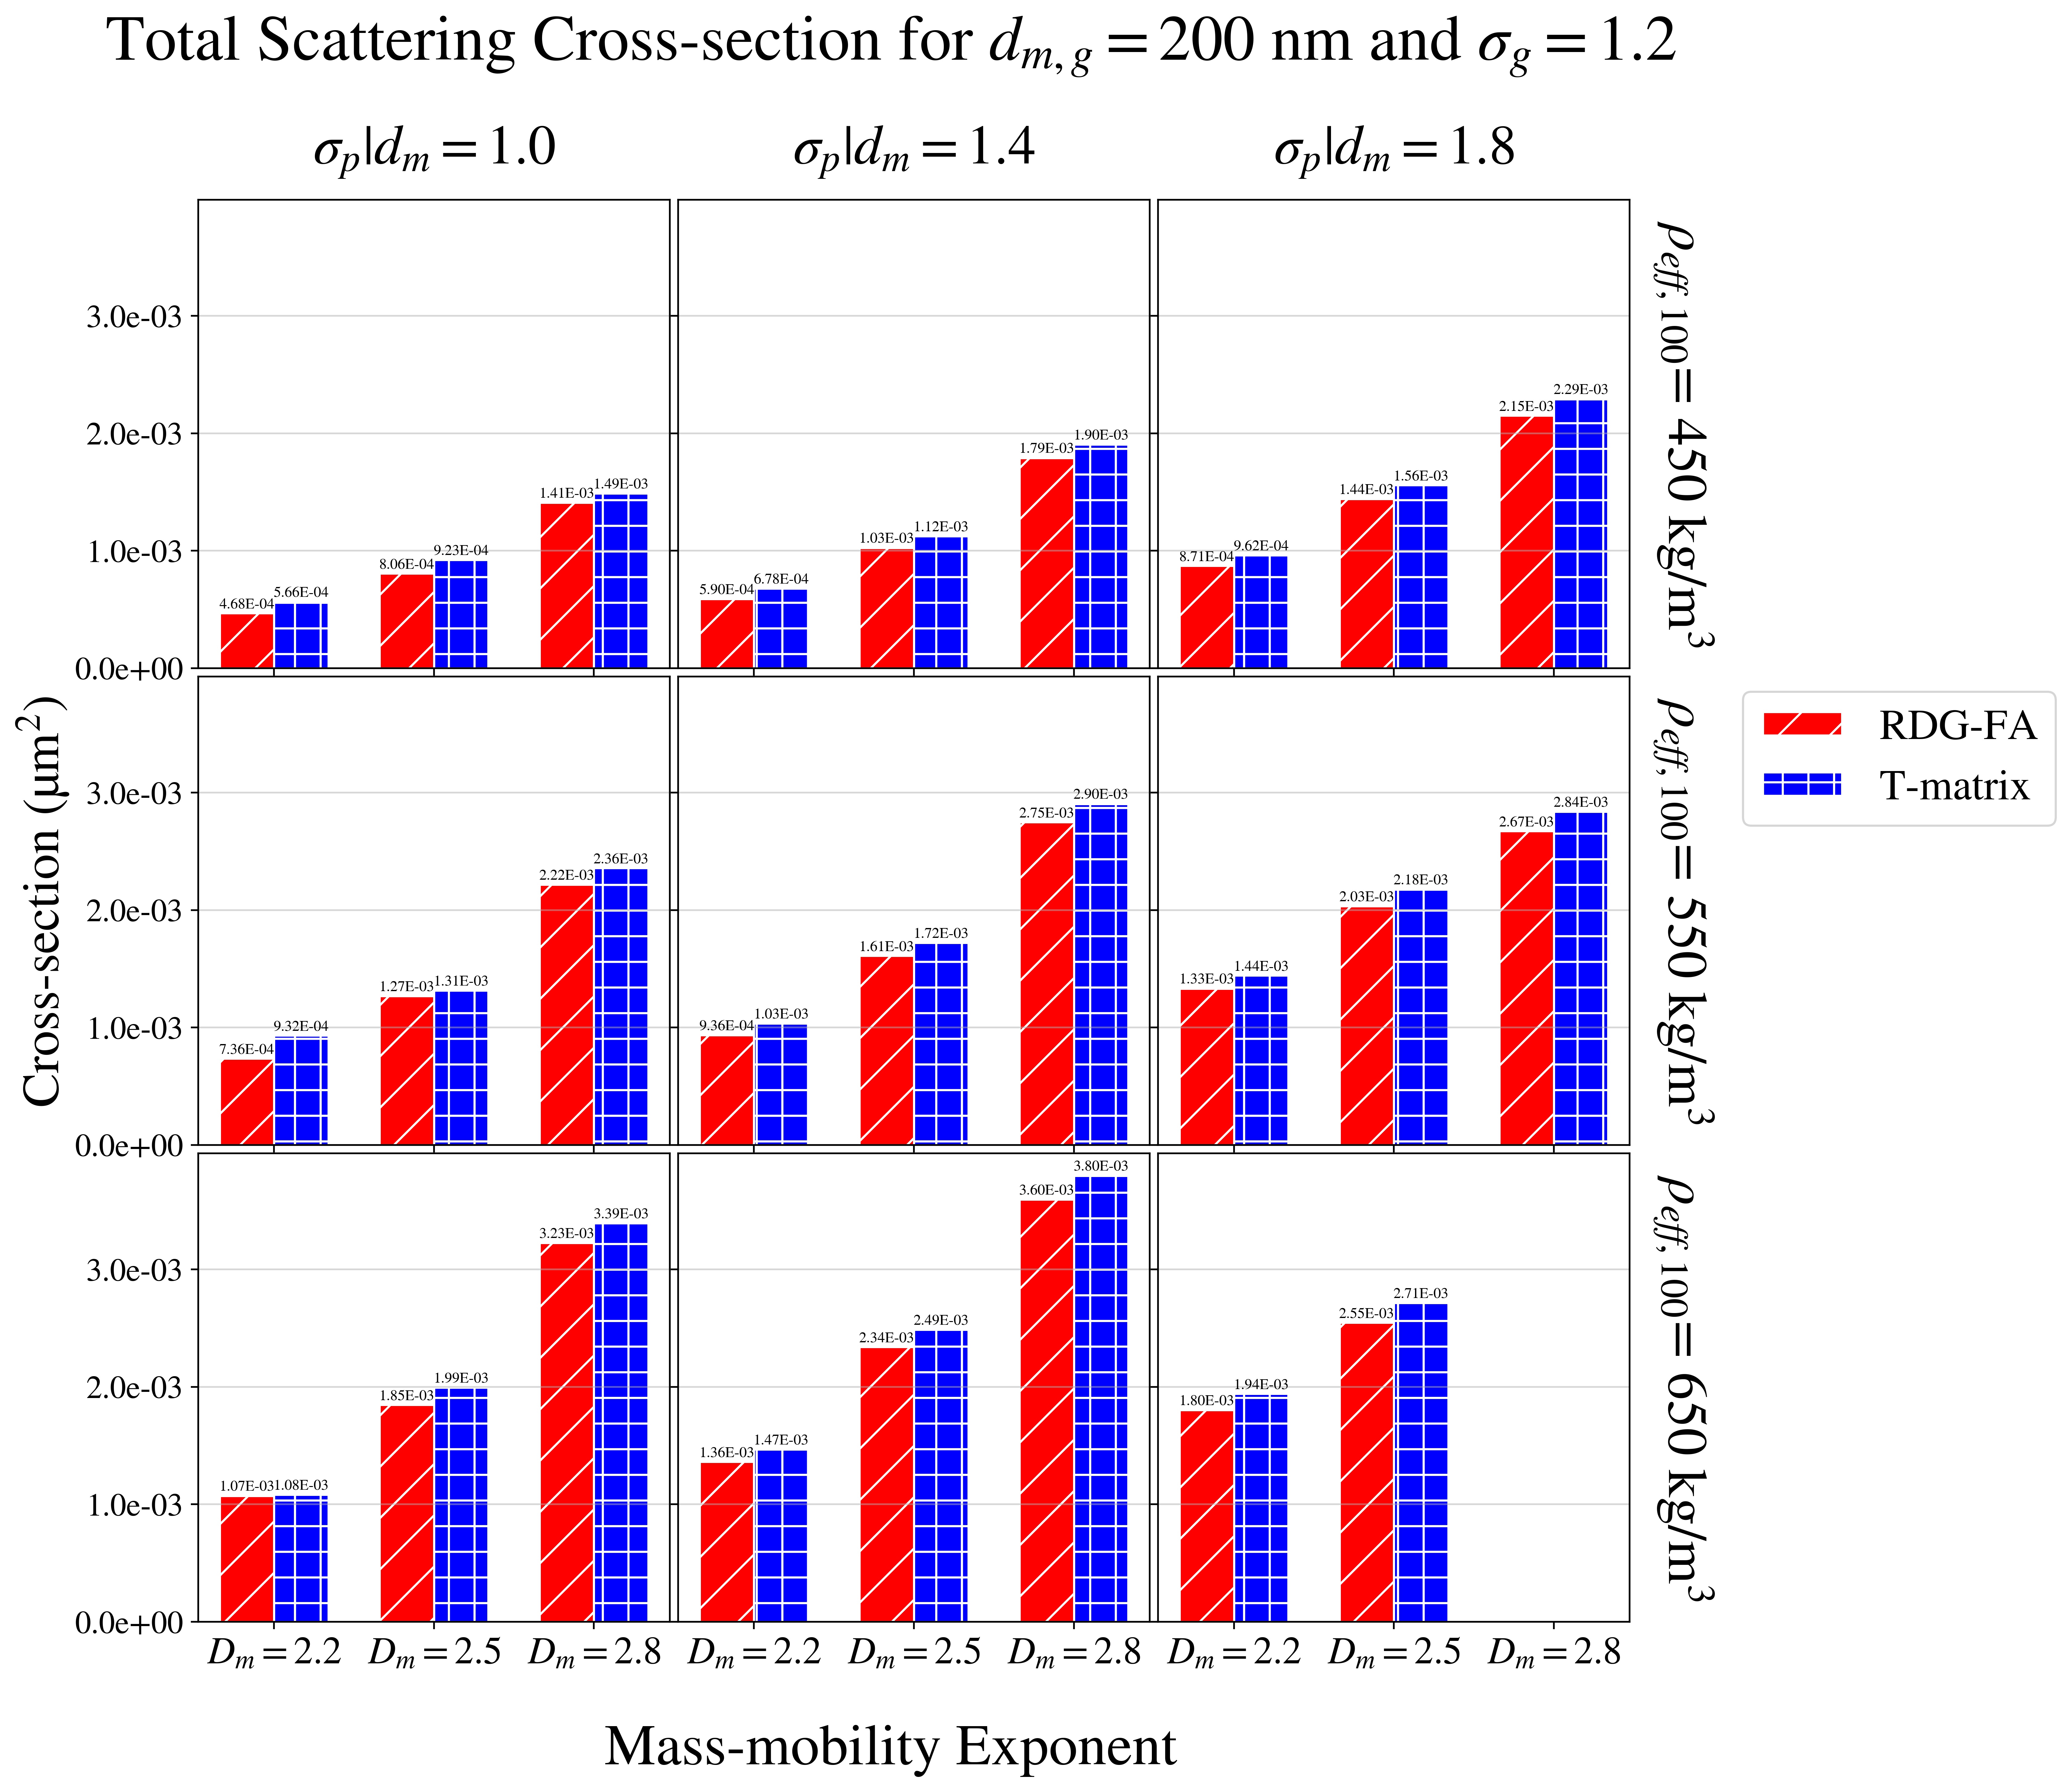 Total Scattering Cross-section for d_{m,g} = 200 nm and σ_g = 1.2
σ_p|d_m = 1.0
σ_p|d_m = 1.4
σ_p|d_m = 1.8
Cross-section (μm²)
3.0e-03
2.0e-03
1.0e-03
0.0e+00
4.68E-04
5.66E-04
8.06E-04
9.23E-04
1.41E-03
1.49E-03
5.90E-04
6.78E-04
1.03E-03
1.12E-03
1.79E-03
1.90E-03
8.71E-04
9.62E-04
1.44E-03
1.56E-03
2.15E-03
2.29E-03
ρ_{eff,100} = 450 kg/m³
3.0e-03
2.0e-03
1.0e-03
0.0e+00
7.36E-04
9.32E-04
1.27E-03
1.31E-03
2.22E-03
2.36E-03
9.36E-04
1.03E-03
1.61E-03
1.72E-03
2.75E-03
2.90E-03
1.33E-03
1.44E-03
2.03E-03
2.18E-03
2.67E-03
2.84E-03
ρ_{eff,100} = 550 kg/m³
RDG-FA
T-matrix
3.0e-03
2.0e-03
1.0e-03
0.0e+00
1.07E-03
1.08E-03
1.85E-03
1.99E-03
3.23E-03
3.39E-03
1.36E-03
1.47E-03
2.34E-03
2.49E-03
3.60E-03
3.80E-03
1.80E-03
1.94E-03
2.55E-03
2.71E-03
ρ_{eff,100} = 650 kg/m³
D_m = 2.2
D_m = 2.5
D_m = 2.8
D_m = 2.2
D_m = 2.5
D_m = 2.8
D_m = 2.2
D_m = 2.5
D_m = 2.8
Mass-mobility Exponent